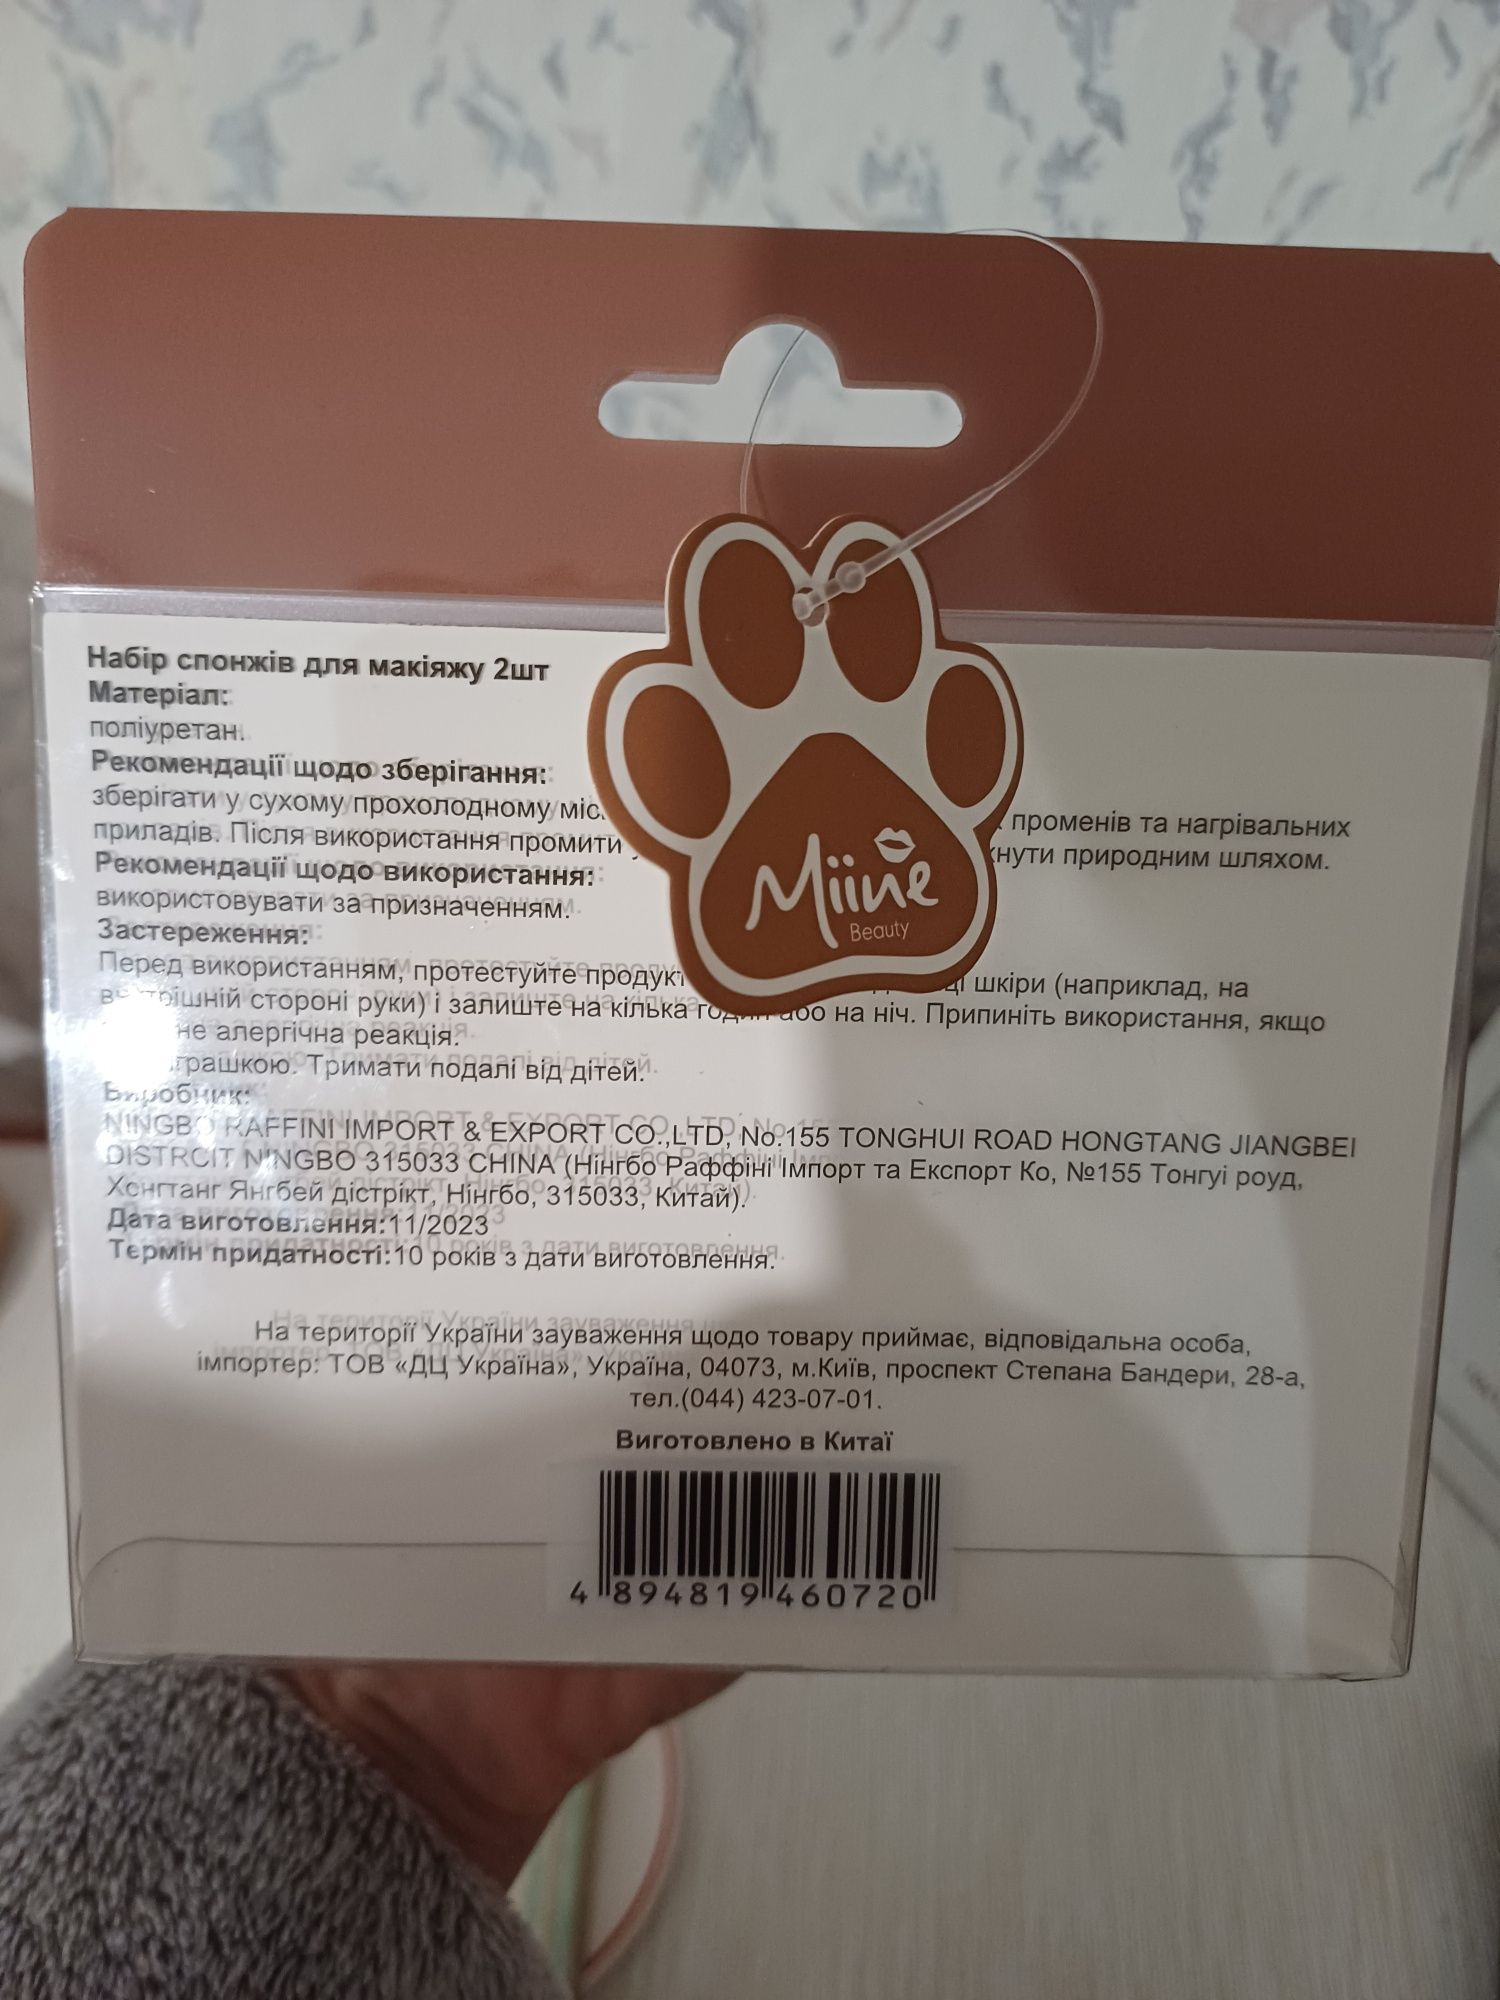 Набір спонжів для макіяжу 2шт
Матеріал:
поліуретан.
Рекомендації щодо зберігання:
зберігати у сухому прохолодному променів та нагрівальних
приладів. Після використання промити природним шляхом.
Рекомендації щодо використання:
використовувати за призначенням.
Застереження:
Перед використанням, протестуйте шкіри (наприклад, на
стороні руки) і залиште на кілька або на ніч. Припиніть використання, якщо
алергічна реакція.
Тримати подалі від дітей.
Виробник:
NINGBO RAFFINI IMPORT & EXPORT CO.,LTD, No.155 TONGHUI ROAD HONGTANG JIANGBEI
DISTRCIT NINGBO 315033 CHINA (Нінгбо Раффіні Імпорт та Експорт Ко, №155 Тонгуі роуд,
Хонгтанг Янгбей дістрікт, Нінгбо, 315033, Китай).
Дата виготовлення:11/2023
Термін придатності:10 років з дати виготовлення.
На території України зауваження щодо товару приймає, відповідальна особа,
імпортер: ТОВ «ДЦ Україна», Україна, 04073, м.Київ, проспект Степана Бандери, 28-а,
тел.(044) 423-07-01.
Виготовлено в Китаї
4 894819 460720
Miine
Beauty